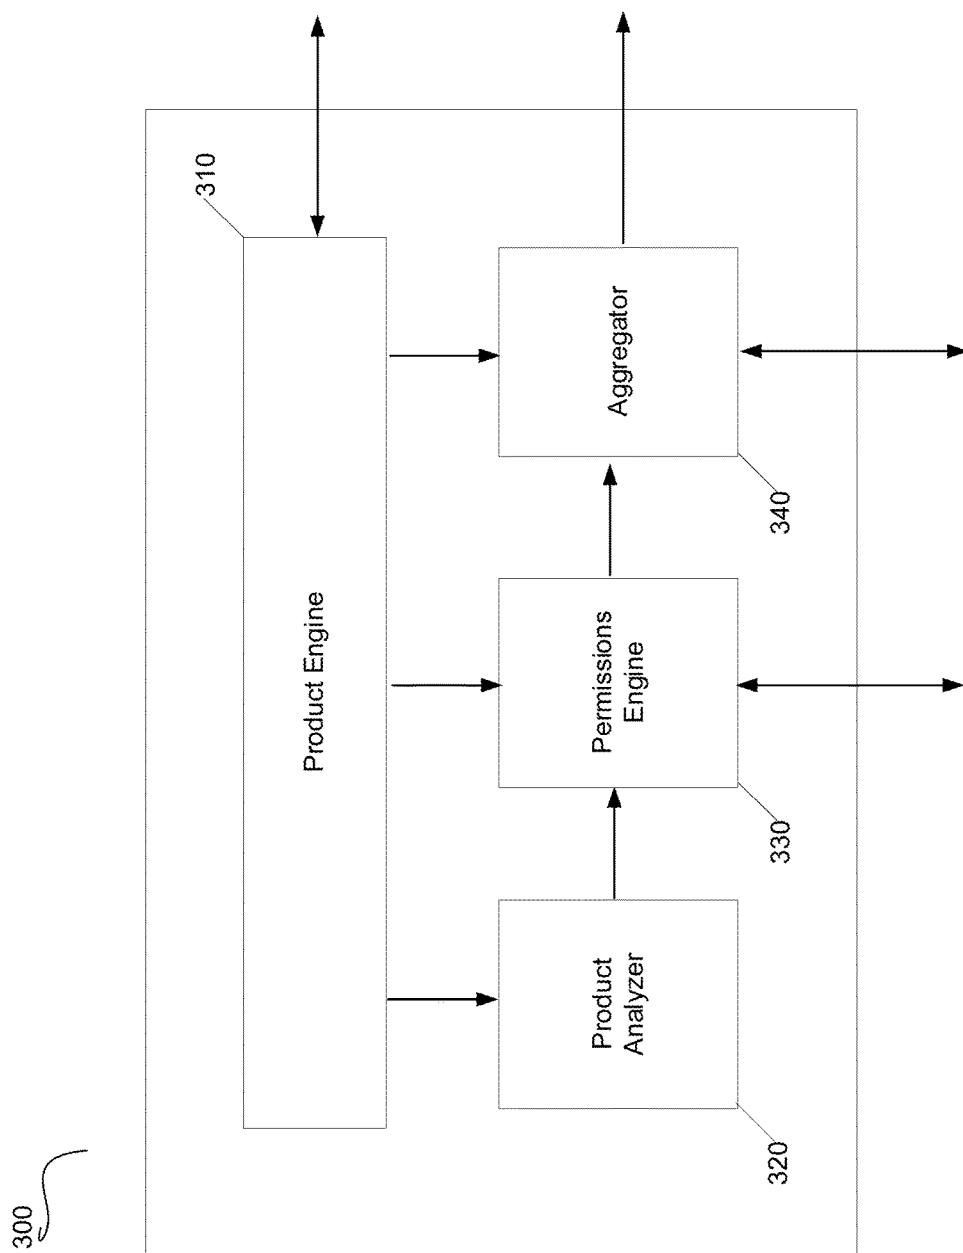 300
310
Product Engine
Product
Analyzer
320
Permissions
Engine
330
Aggregator
340